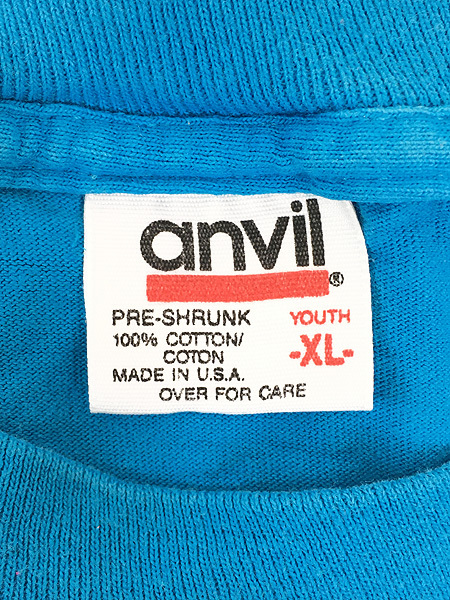 anvil®
PRE-SHRUNK YOUTH
100% COTTON/ -XL-
COTON
MADE IN U.S.A.
OVER FOR CARE